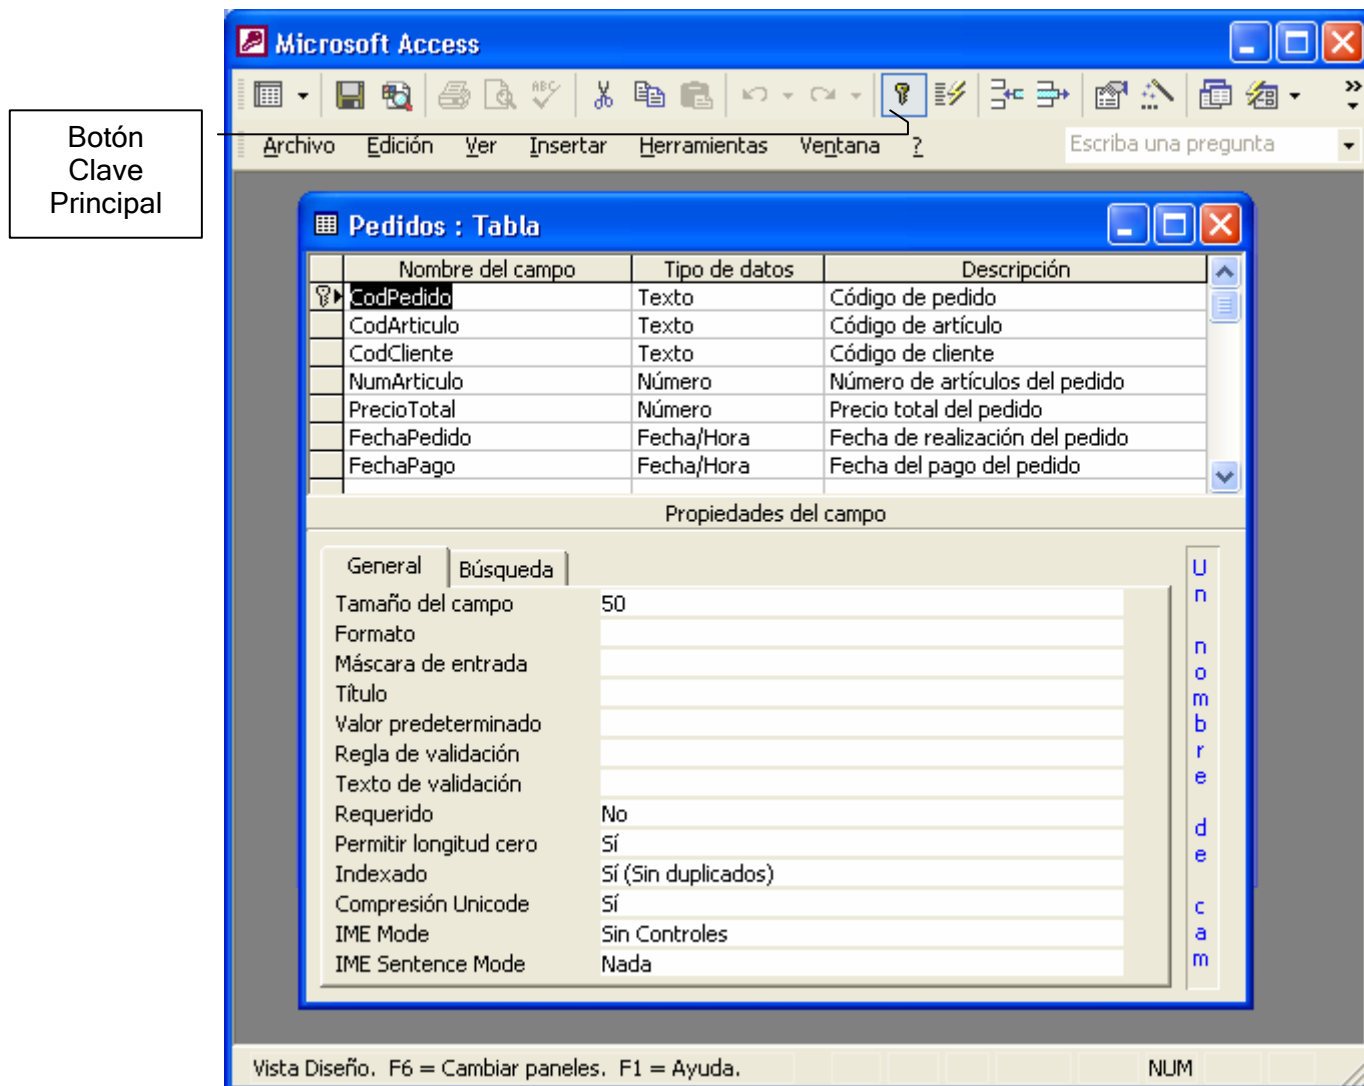 Microsoft Access
ABC
Botón
Clave
Principal
Archivo Edición Ver Insertar Herramientas Ventana ? Escriba una pregunta
Pedidos : Tabla
Nombre del campo Tipo de datos Descripción
CodPedido Texto Código de pedido
CodArticulo Texto Código de artículo
CodCliente Texto Código de cliente
NumArticulo Número Número de artículos del pedido
PrecioTotal Número Precio total del pedido
FechaPedido Fecha/Hora Fecha de realización del pedido
FechaPago Fecha/Hora Fecha del pago del pedido
Propiedades del campo
General Búsqueda
Tamaño del campo 50
Formato
Máscara de entrada
Título
Valor predeterminado
Regla de validación
Texto de validación
Requerido No
Permitir longitud cero Sí
Indexado Sí (Sin duplicados)
Compresión Unicode Sí
IME Mode Sin Controles
IME Sentence Mode Nada
Un nombre de cam
Vista Diseño. F6 = Cambiar paneles. F1 = Ayuda. NUM